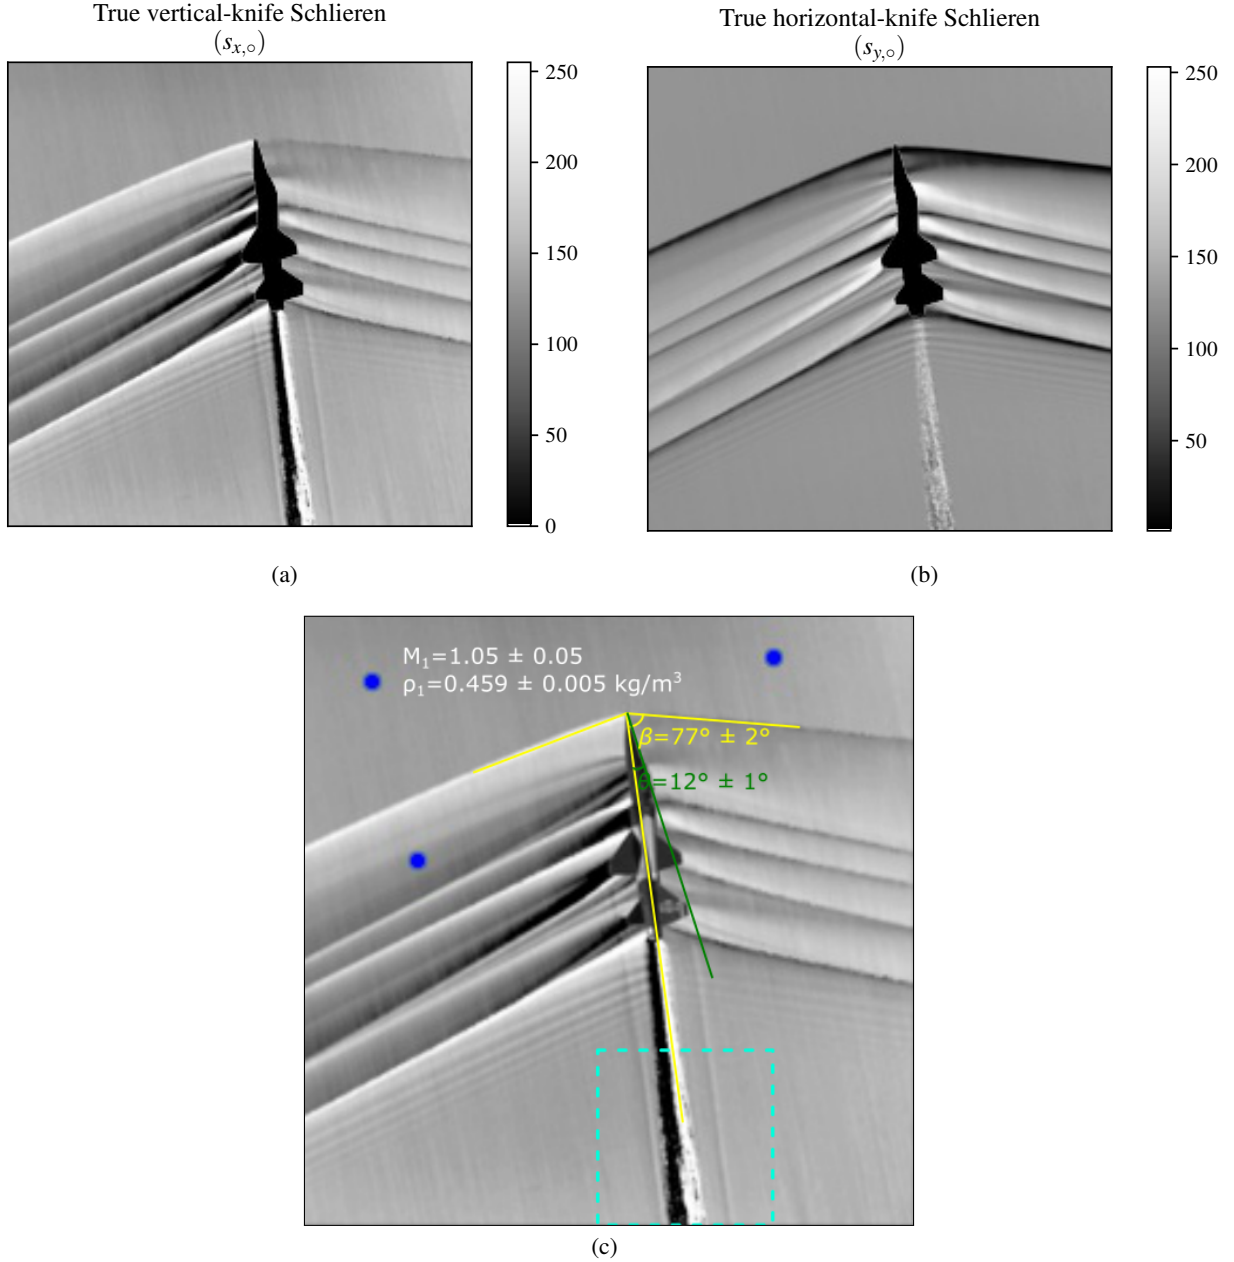 True vertical-knife Schlieren
(s_{x,∘})
250
200
150
100
50
0
(a)
True horizontal-knife Schlieren
(s_{y,∘})
250
200
150
100
50
(b)
M₁=1.05 ± 0.05
ρ₁=0.459 ± 0.005 kg/m³
β=77° ± 2°
θ=12° ± 1°
(c)